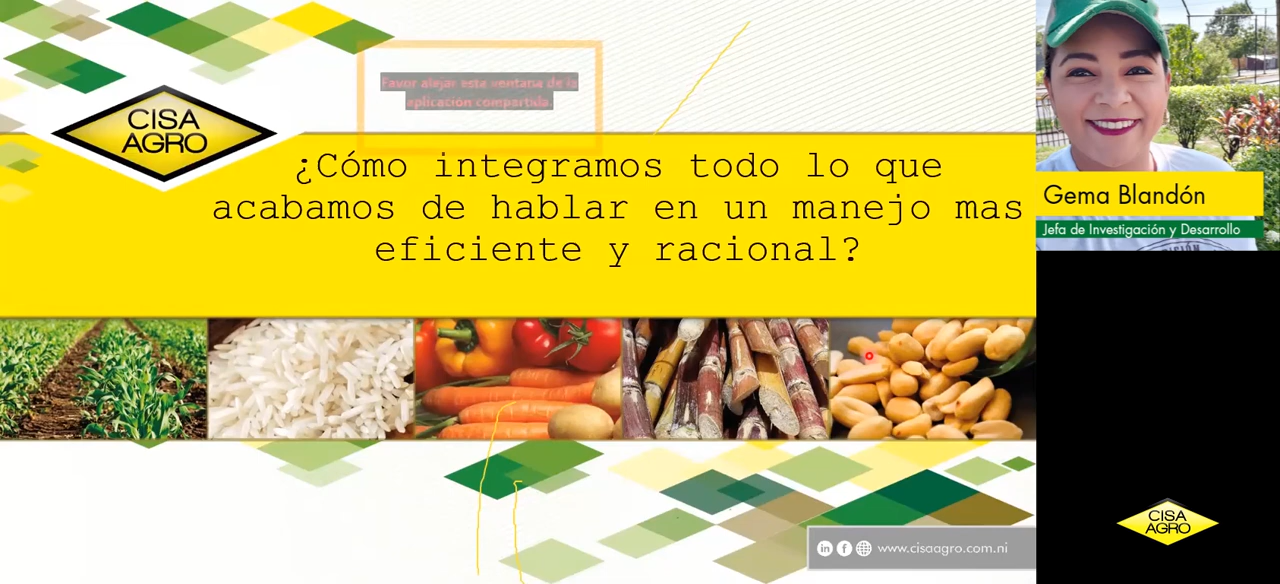 Favor alejar esta ventana de la
aplicación compartida.
CISA
AGRO
¿Cómo integramos todo lo que
acabamos de hablar en un manejo mas
eficiente y racional?
Gema Blandón
Jefa de Investigación y Desarrollo
in f www.cisaagro.com.ni
CISA
AGRO